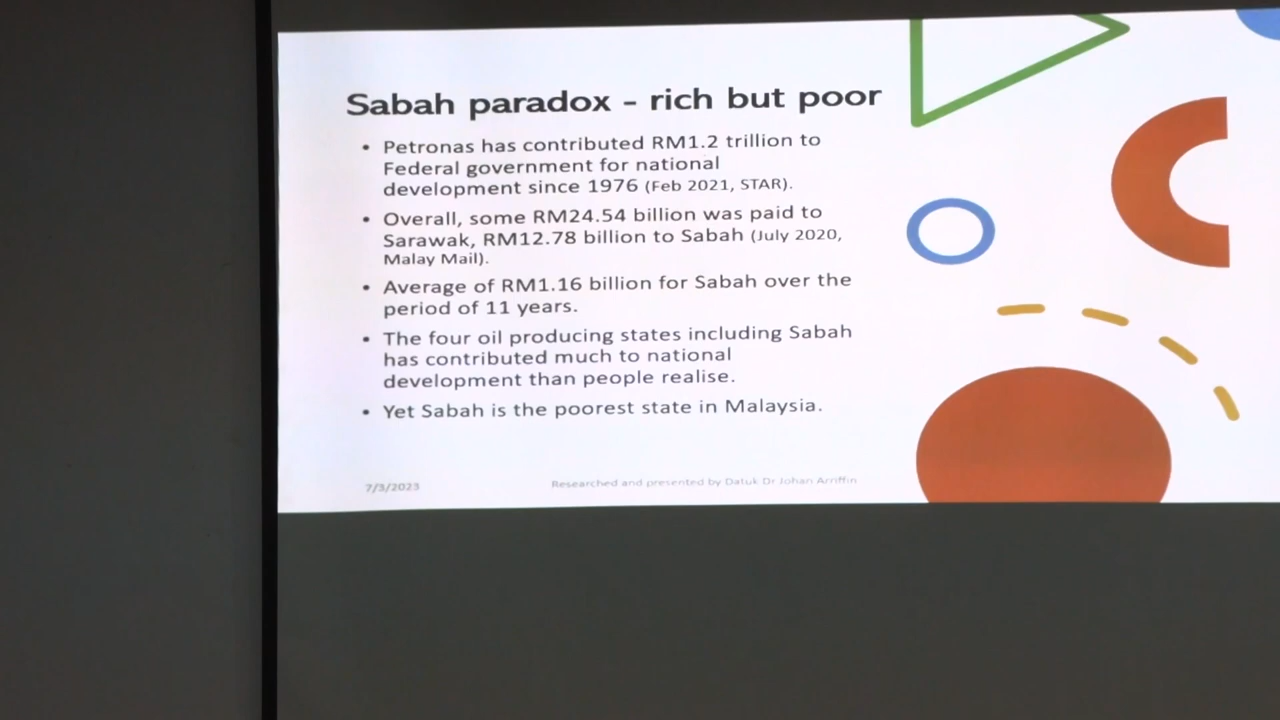 Sabah paradox - rich but poor
• Petronas has contributed RM1.2 trillion to
Federal government for national
development since 1976 (Feb 2021, STAR).
• Overall, some RM24.54 billion was paid to
Sarawak, RM12.78 billion to Sabah (July 2020,
Malay Mail).
• Average of RM1.16 billion for Sabah over the
period of 11 years.
• The four oil producing states including Sabah
has contributed much to national
development than people realise.
• Yet Sabah is the poorest state in Malaysia.
7/3/2023
Researched and presented by Datuk Dr Johan Arriffin